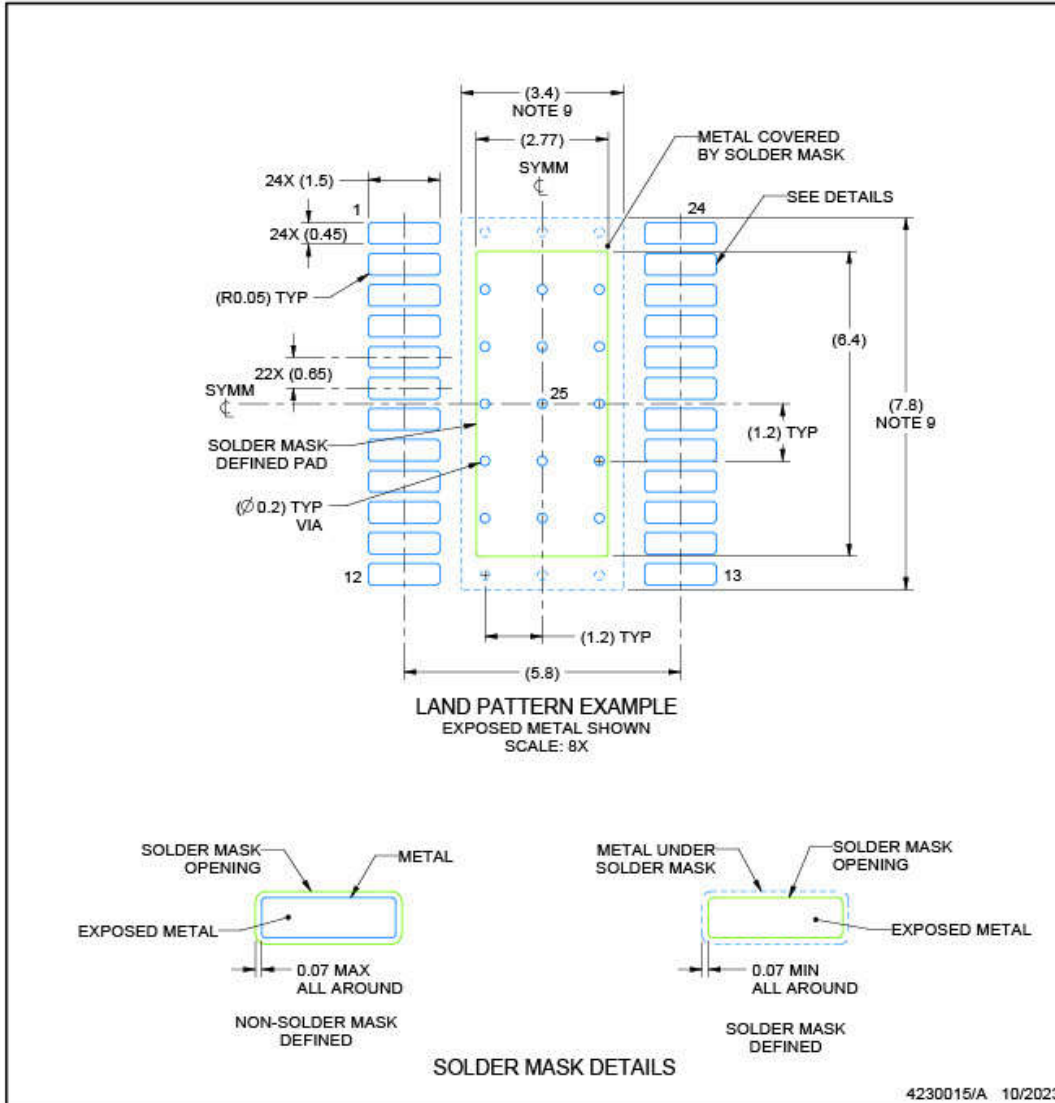 (3.4)
NOTE 9
(2.77)
SYMM
METAL COVERED
BY SOLDER MASK
24X (1.5)
SEE DETAILS
1
24
24X (0.45)
(R0.05) TYP
(6.4)
22X (0.65)
SYMM
25
(7.8)
NOTE 9
(1.2) TYP
SOLDER MASK
DEFINED PAD
(Ø0.2) TYP
VIA
12
13
(1.2) TYP
(5.8)
LAND PATTERN EXAMPLE
EXPOSED METAL SHOWN
SCALE: 8X
SOLDER MASK
OPENING
METAL
EXPOSED METAL
0.07 MAX
ALL AROUND
NON-SOLDER MASK
DEFINED
METAL UNDER
SOLDER MASK
SOLDER MASK
OPENING
EXPOSED METAL
0.07 MIN
ALL AROUND
SOLDER MASK
DEFINED
SOLDER MASK DETAILS
4230015/A 10/2023